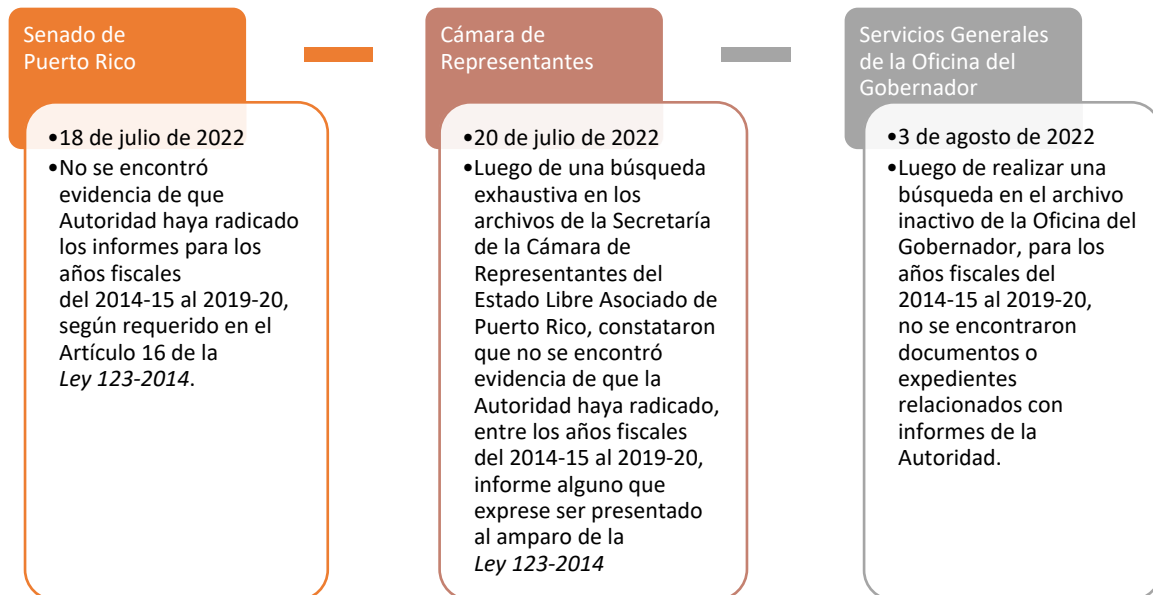 Senado de
Puerto Rico
•18 de julio de 2022
•No se encontró
evidencia de que
Autoridad haya radicado
los informes para los
años fiscales
del 2014-15 al 2019-20,
según requerido en el
Artículo 16 de la
Ley 123-2014.
Cámara de
Representantes
•20 de julio de 2022
•Luego de una búsqueda
exhaustiva en los
archivos de la Secretaría
de la Cámara de
Representantes del
Estado Libre Asociado de
Puerto Rico, constataron
que no se encontró
evidencia de que la
Autoridad haya radicado,
entre los años fiscales
del 2014-15 al 2019-20,
informe alguno que
exprese ser presentado
al amparo de la
Ley 123-2014
Servicios Generales
de la Oficina del
Gobernador
•3 de agosto de 2022
•Luego de realizar una
búsqueda en el archivo
inactivo de la Oficina del
Gobernador, para los
años fiscales del
2014-15 al 2019-20,
no se encontraron
documentos o
expedientes
relacionados con
informes de la
Autoridad.